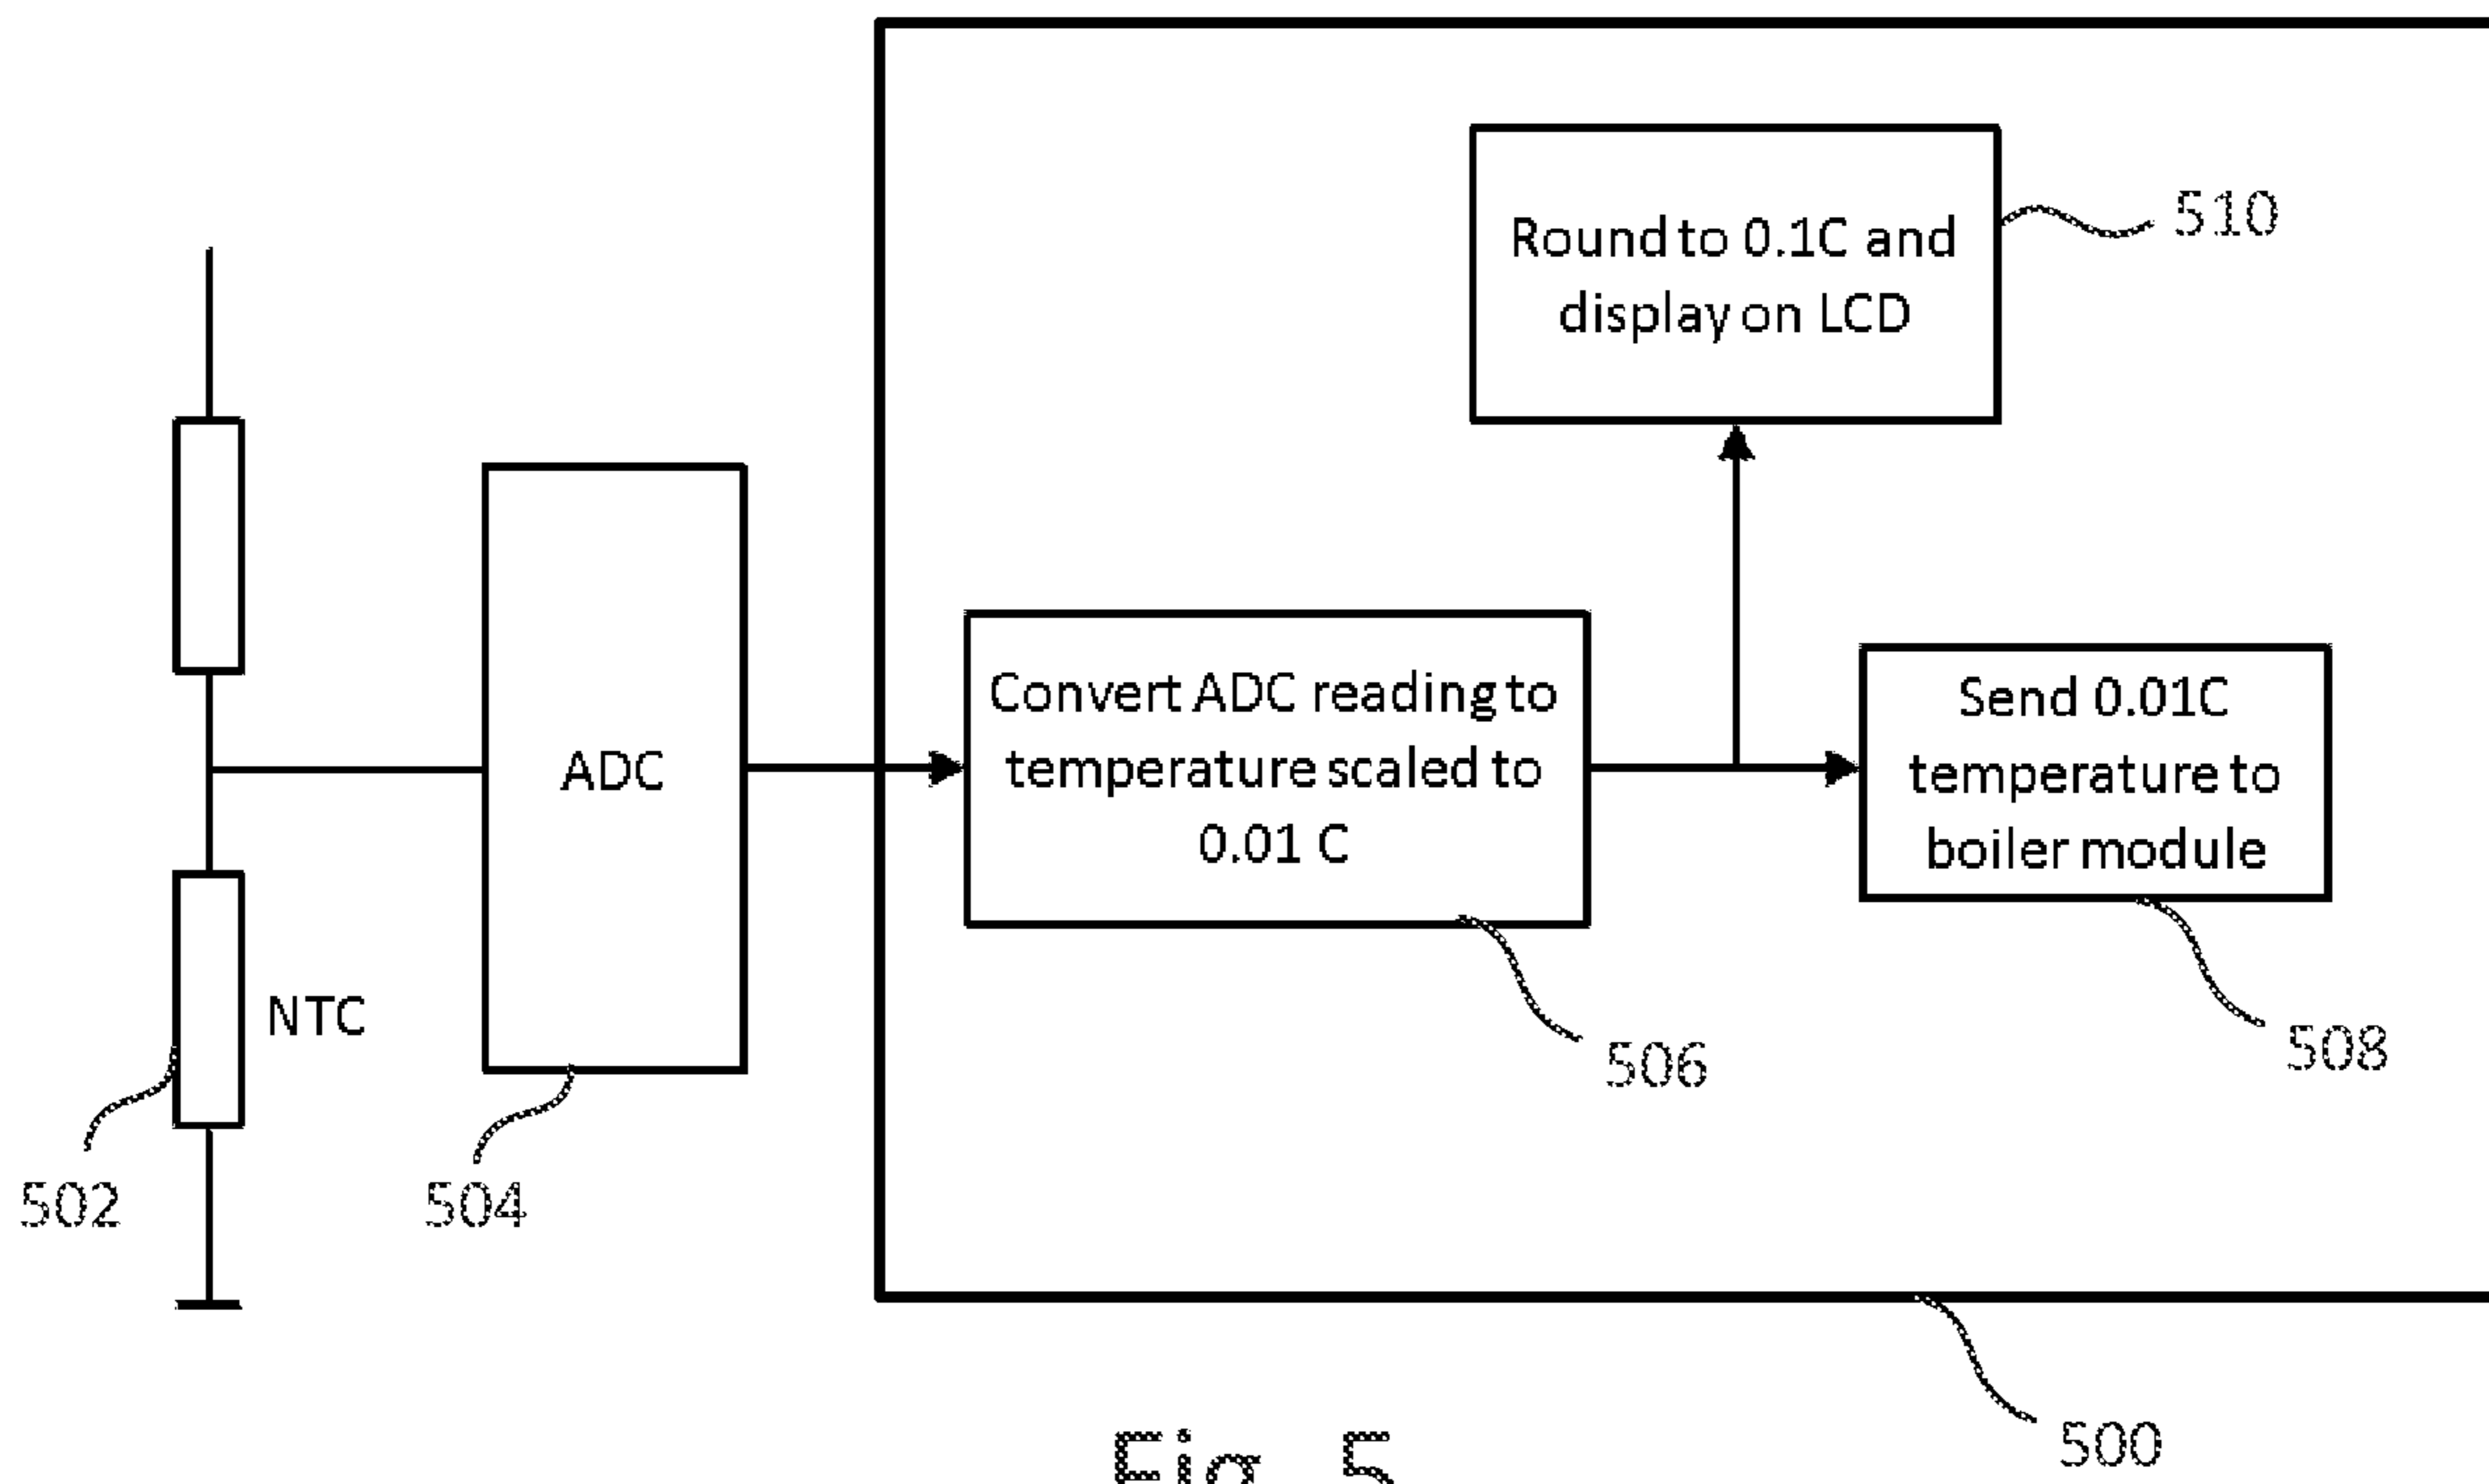 Round to 0.1C and
display on LCD
510
ADC
Convert ADC reading to
temperature scaled to
0.01 C
Send 0.01C
temperature to
boiler module
NTC
506
508
502
504
500
Fig. 5